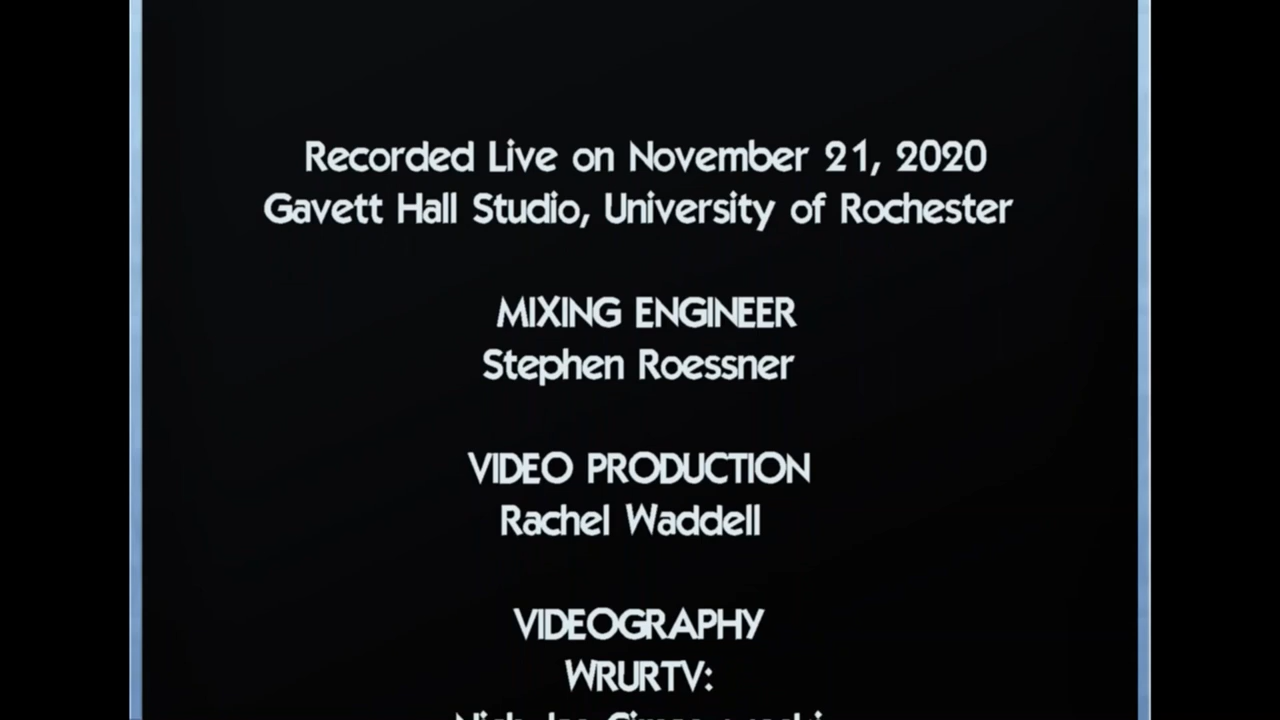 Recorded Live on November 21, 2020
Gavett Hall Studio, University of Rochester
MIXING ENGINEER
Stephen Roessner
VIDEO PRODUCTION
Rachel Waddell
VIDEOGRAPHY
WRURTV: